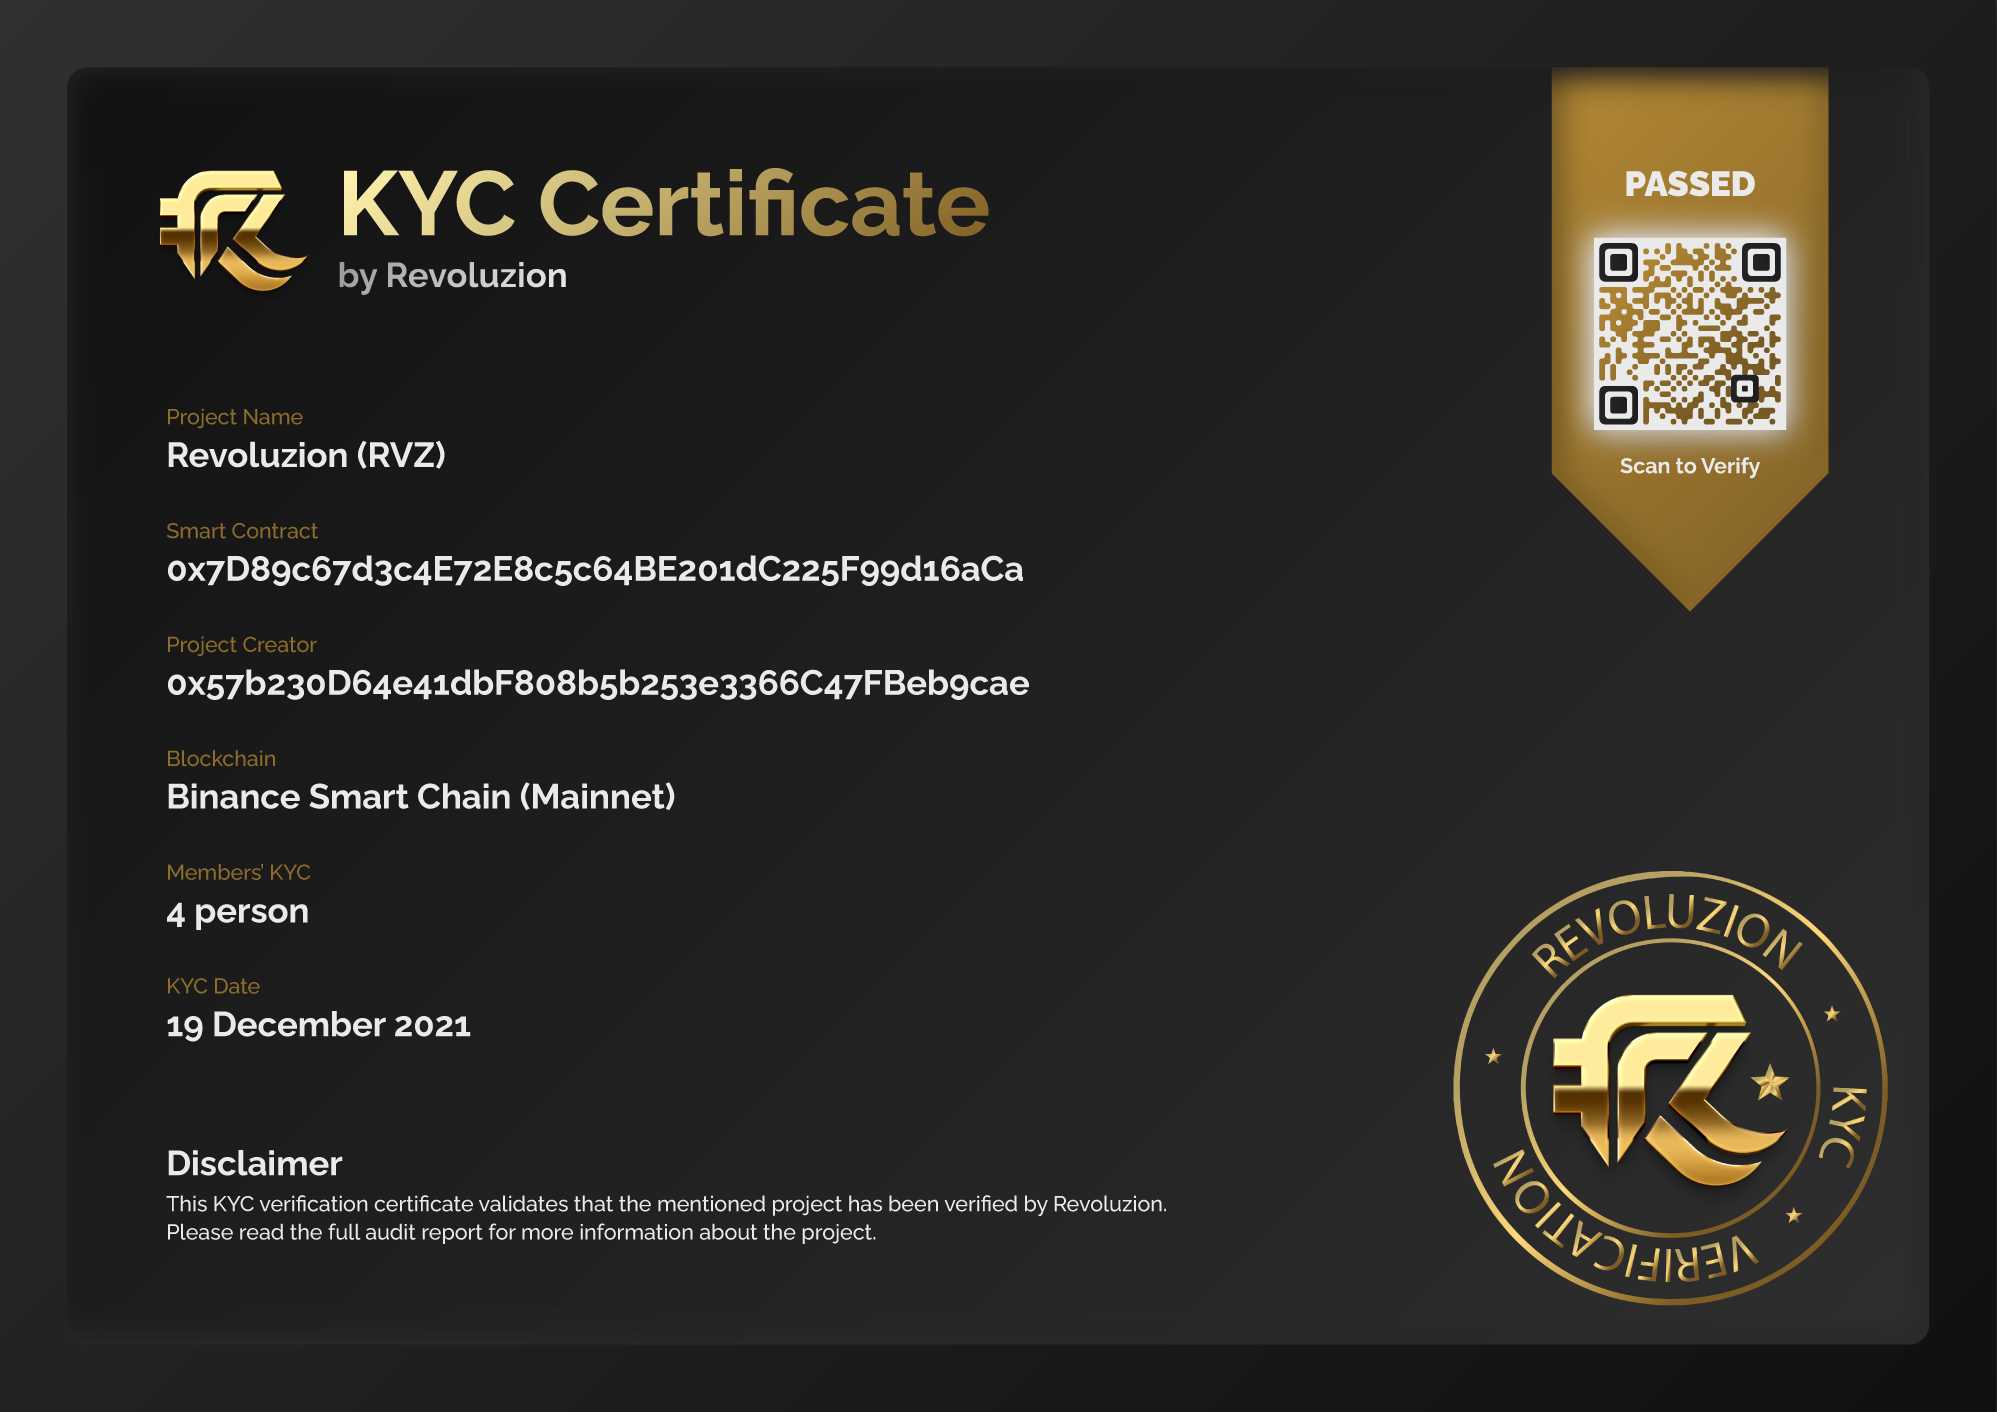 KYC Certificate
by Revoluzion
PASSED
Scan to Verify
Project Name
Revoluzion (RVZ)
Smart Contract
0x7D89c67d3c4E72E8c5c64BE201dC225F99d16aCa
Project Creator
0x57b230D64e41dbF808b5b253e3366C47FBeb9cae
Blockchain
Binance Smart Chain (Mainnet)
Members' KYC
4 person
KYC Date
19 December 2021
Disclaimer
This KYC verification certificate validates that the mentioned project has been verified by Revoluzion.
Please read the full audit report for more information about the project.
REVOLUZION
KYC
VERIFICATION